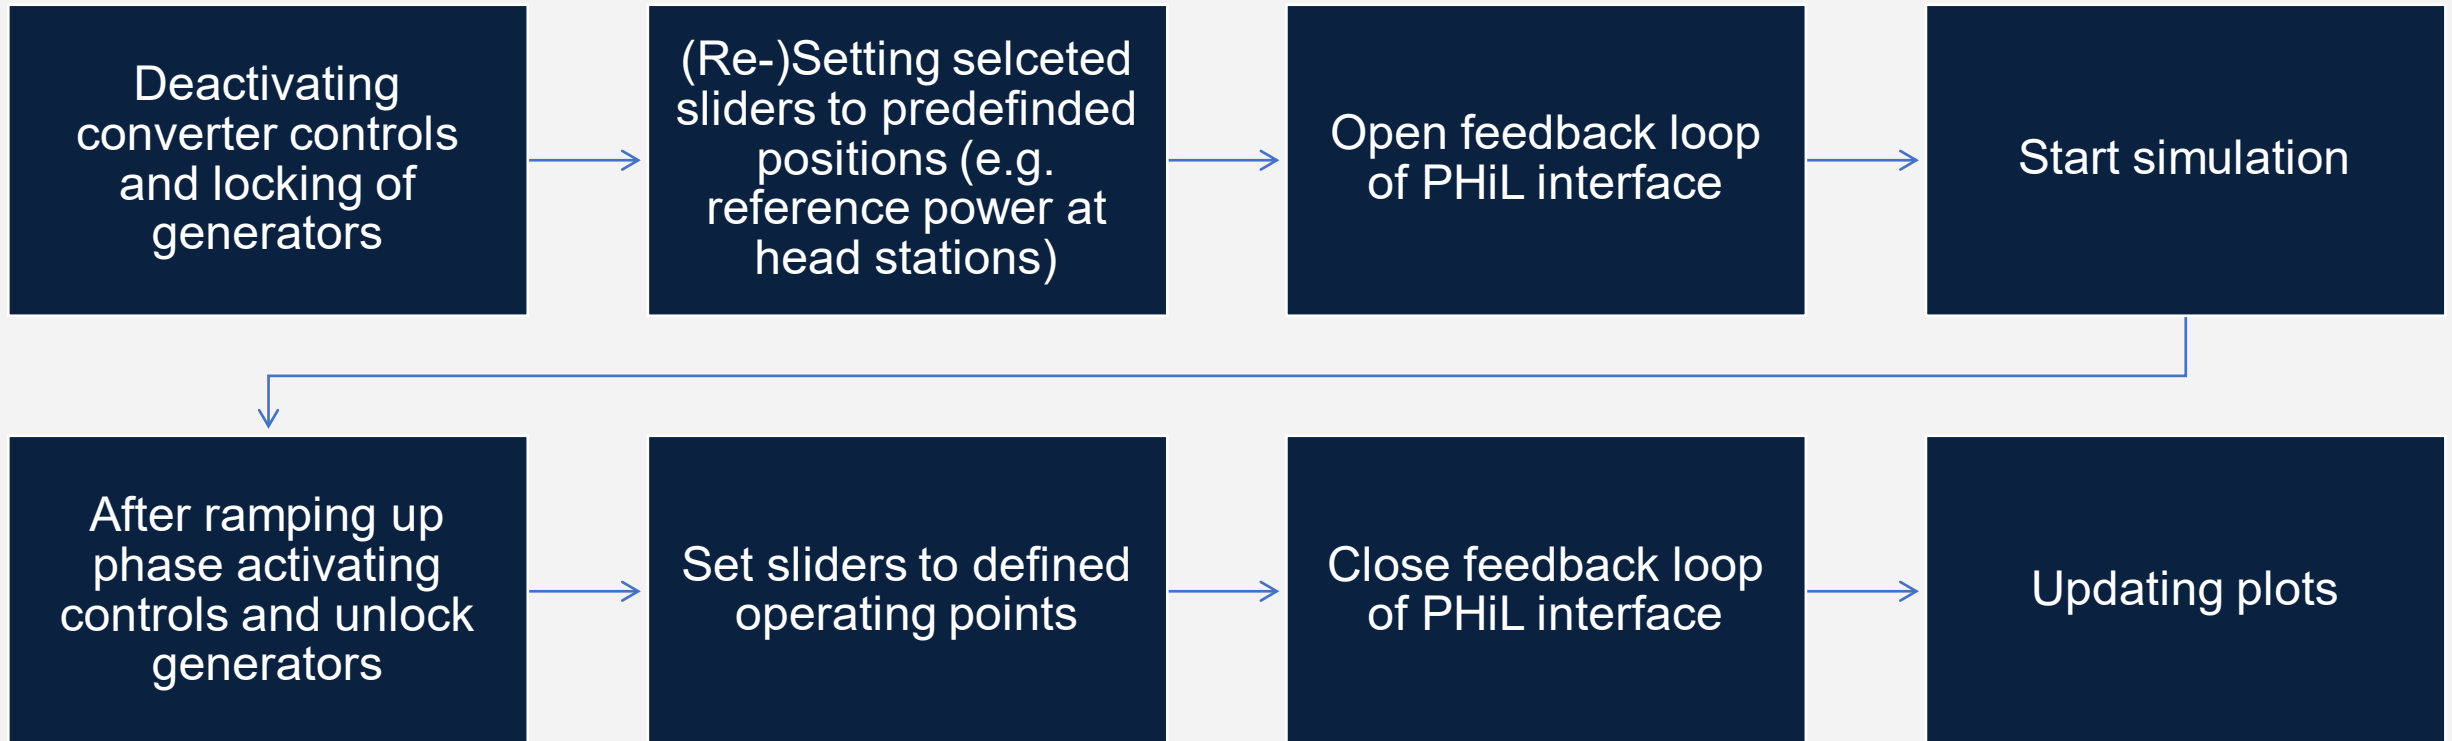 Deactivating
converter controls
and locking of
generators
(Re-)Setting selceted
sliders to predefinded
positions (e.g.
reference power at
head stations)
Open feedback loop
of PHiL interface
Start simulation
After ramping up
phase activating
controls and unlock
generators
Set sliders to defined
operating points
Close feedback loop
of PHiL interface
Updating plots